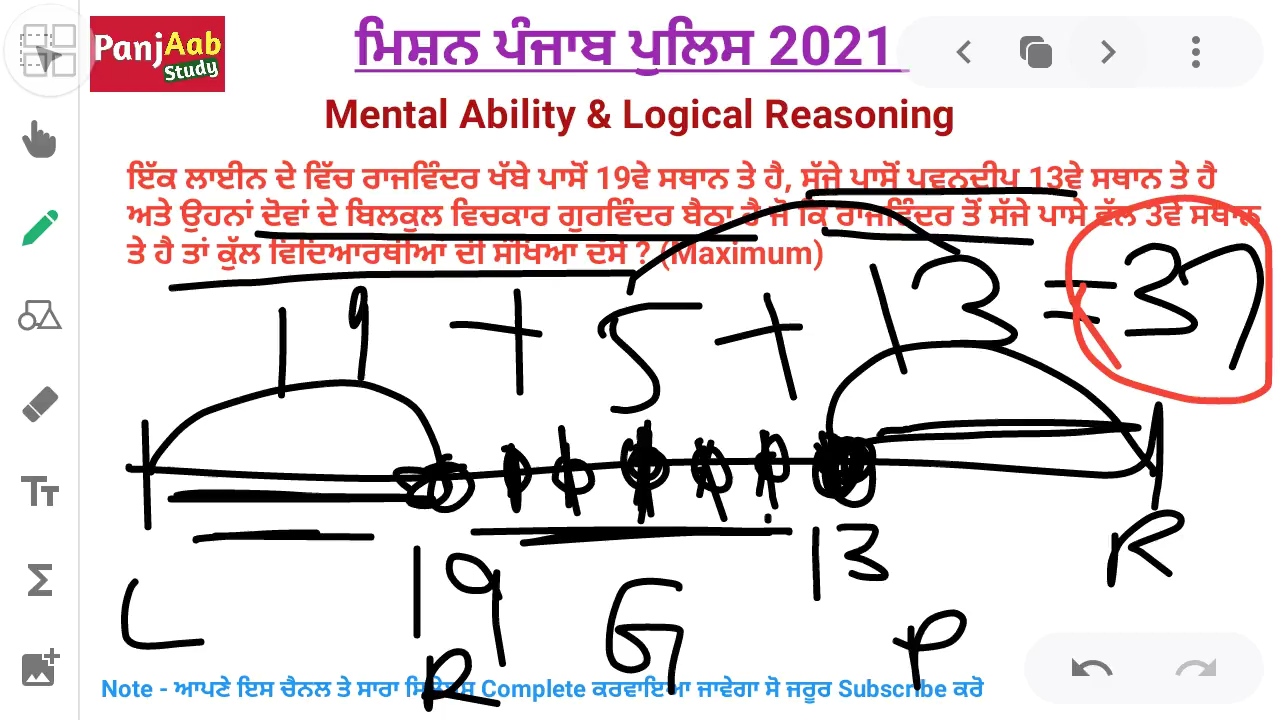 PanjAab
Study
ਮਿਸ਼ਨ ਪੰਜਾਬ ਪੁਲਿਸ 2021
Mental Ability & Logical Reasoning
ਇੱਕ ਲਾਈਨ ਦੇ ਵਿੱਚ ਰਾਜਵਿੰਦਰ ਖੱਬੇ ਪਾਸੋਂ 19ਵੇ ਸਥਾਨ ਤੇ ਹੈ, ਸੱਜੇ ਪਾਸੋਂ ਪਵਨਦੀਪ 13ਵੇ ਸਥਾਨ ਤੇ ਹੈ
ਅਤੇ ਉਹਨਾਂ ਦੋਵਾਂ ਦੇ ਬਿਲਕੁਲ ਵਿਚਕਾਰ ਗੁਰਵਿੰਦਰ ਬੈਠਾ ਹੈ ਜੋ ਕਿ ਰਾਜਵਿੰਦਰ ਤੋਂ ਸੱਜੇ ਪਾਸੇ ਵੱਲ 3ਵੇ ਸਥਾਨ
ਤੇ ਹੈ ਤਾਂ ਕੁੱਲ ਵਿਦਿਆਰਥੀਆਂ ਦੀ ਸੰਖਿਆ ਦੱਸੋ ? (Maximum)
19 + 5 + 13 = 37
L 19 G 13 R
R P
Note - ਆਪਣੇ ਇਸ ਚੈਨਲ ਤੇ ਸਾਰਾ ਸਿਲੇਬਸ Complete ਕਰਵਾਇਆ ਜਾਵੇਗਾ ਸੋ ਜਰੂਰ Subscribe ਕਰੋ